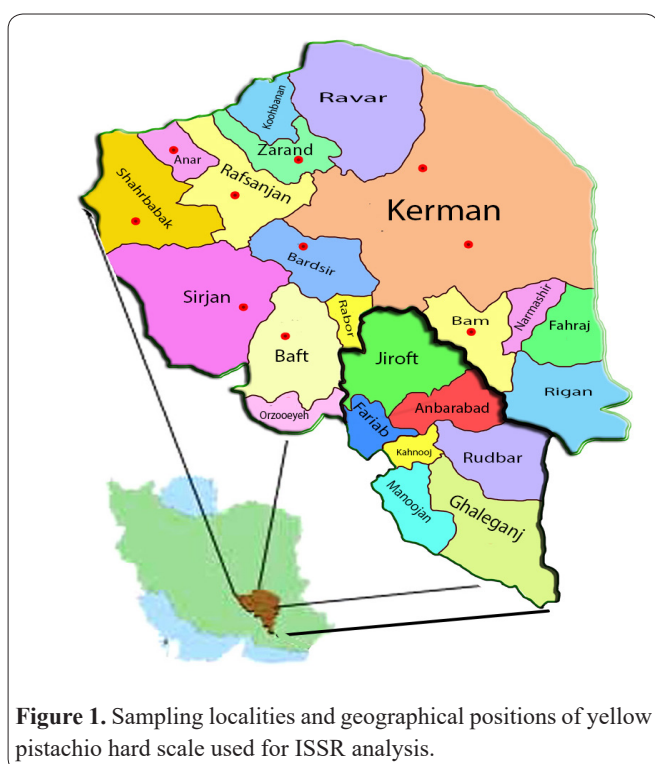 Koohbanan
Ravar
Anar
Zarand
Shahrbabak
Rafsanjan
Kerman
Bardsir
Sirjan
Rabor
Bam
Narmashir
Fahraj
Baft
Jiroft
Rigan
Orzooeyeh
Fariab
Anbarabad
Kahnooj
Rudbar
Manoojan
Ghaleganj
Figure 1. Sampling localities and geographical positions of yellow
pistachio hard scale used for ISSR analysis.